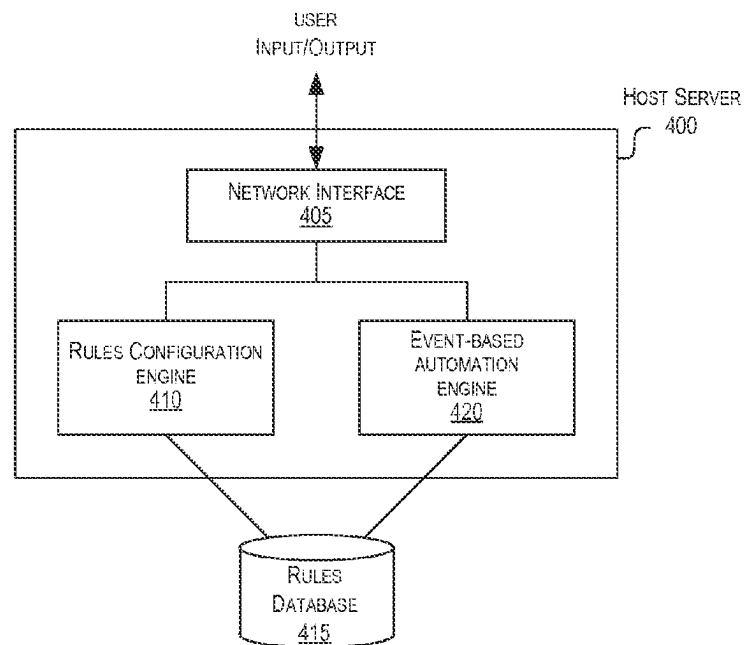 USER
INPUT/OUTPUT
HOST SERVER
400
NETWORK INTERFACE
405
RULES CONFIGURATION
ENGINE
410
EVENT-BASED
AUTOMATION
ENGINE
420
RULES
DATABASE
415